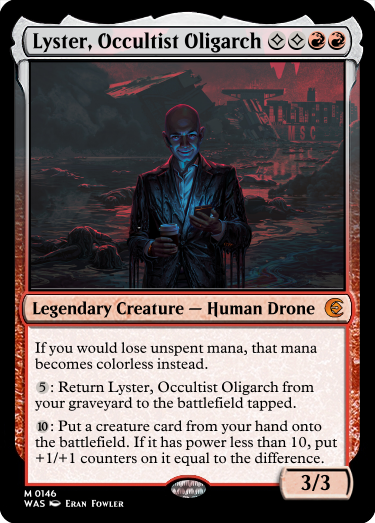 Lyster, Occultist Oligarch
Legendary Creature — Human Drone
If you would lose unspent mana, that mana
becomes colorless instead.
5: Return Lyster, Occultist Oligarch from
your graveyard to the battlefield tapped.
10: Put a creature card from your hand onto
the battlefield. If it has power less than 10, put
+1/+1 counters on it equal to the difference.
3/3
M 0146
WAS Eran Fowler